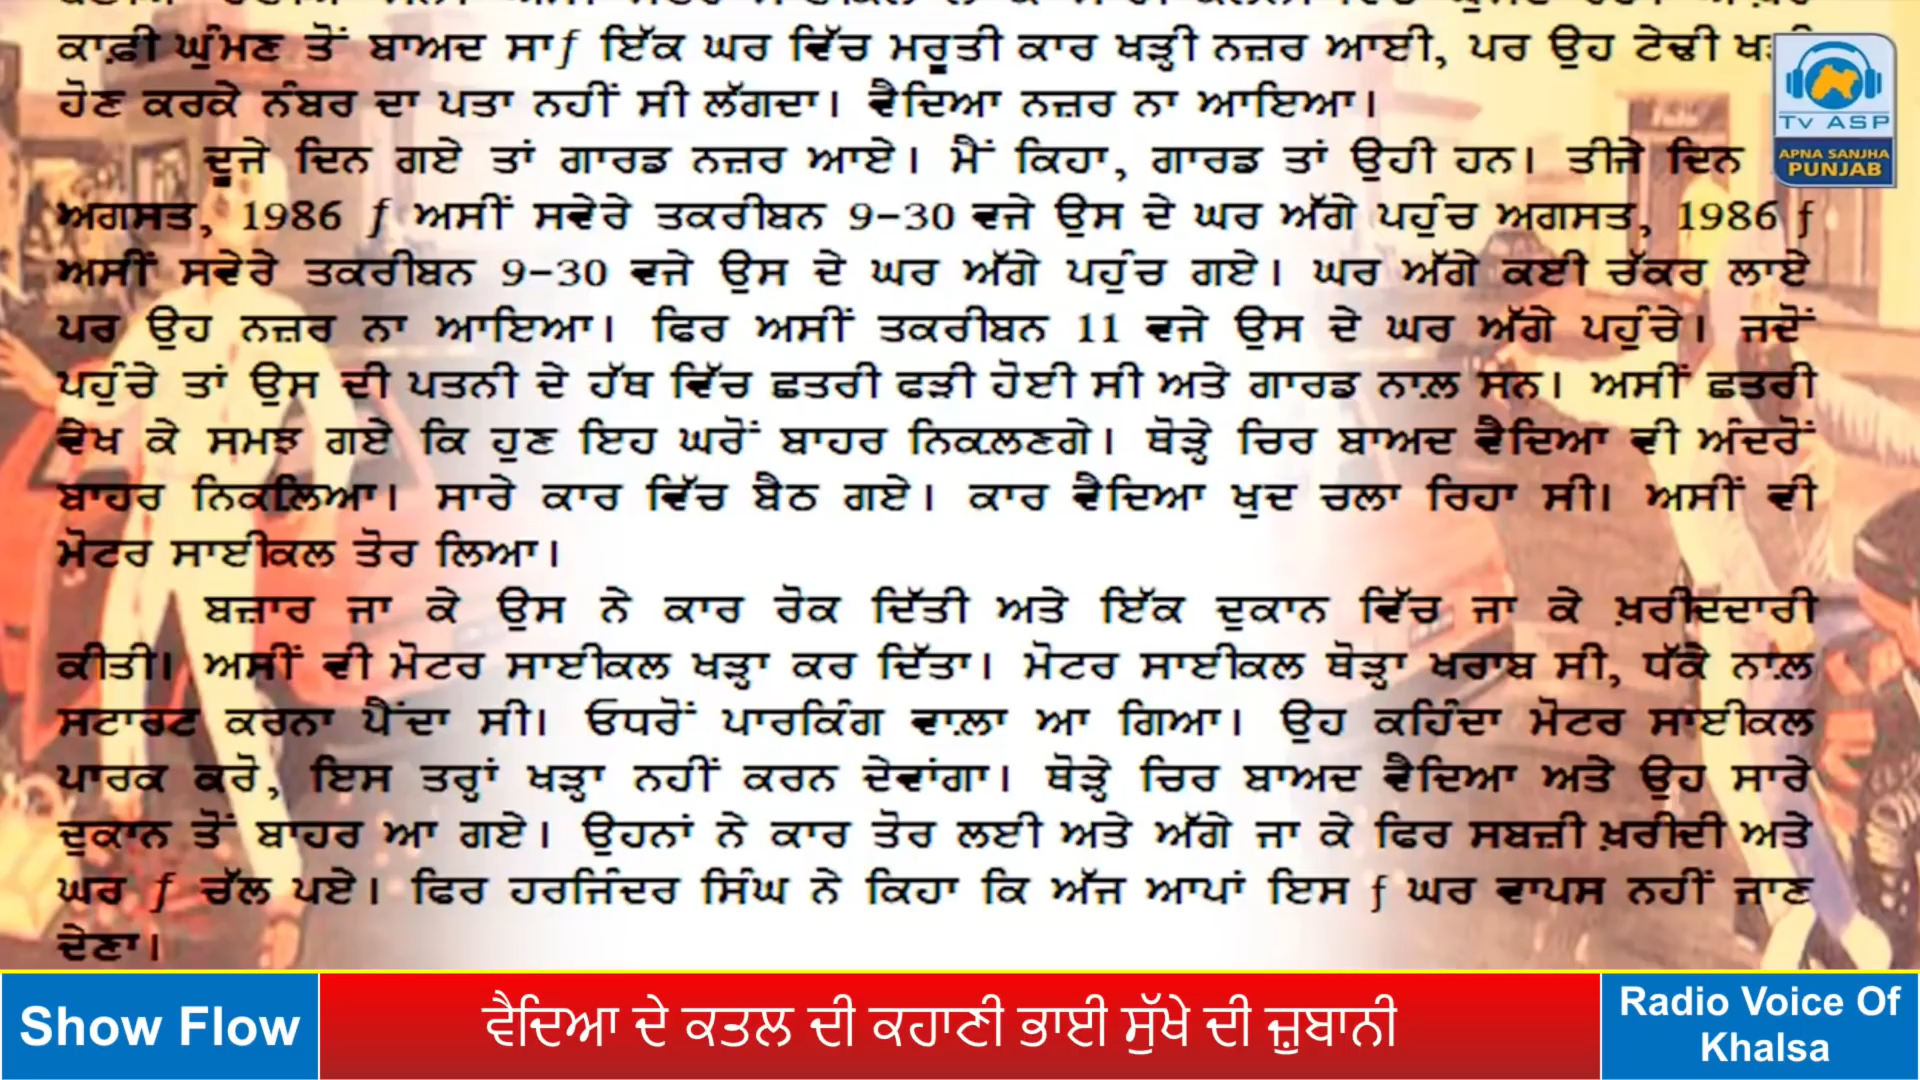 ਕਾਫ਼ੀ ਘੁੰਮਣ ਤੋਂ ਬਾਅਦ ਸਾƒ ਇੱਕ ਘਰ ਵਿੱਚ ਮਰੂਤੀ ਕਾਰ ਖੜ੍ਹੀ ਨਜ਼ਰ ਆਈ, ਪਰ ਉਹ ਟੇਢੀ
ਹੋਣ ਕਰਕੇ ਨੰਬਰ ਦਾ ਪਤਾ ਨਹੀਂ ਸੀ ਲੱਗਦਾ। ਵੈਦਿਆ ਨਜ਼ਰ ਨਾ ਆਇਆ।
ਦੂਜੇ ਦਿਨ ਗਏ ਤਾਂ ਗਾਰਡ ਨਜ਼ਰ ਆਏ। ਮੈਂ ਕਿਹਾ, ਗਾਰਡ ਤਾਂ ਉਹੀ ਹਨ। ਤੀਜੇ ਦਿਨ
ਅਗਸਤ, 1986 ƒ ਅਸੀਂ ਸਵੇਰੇ ਤਕਰੀਬਨ 9-30 ਵਜੇ ਉਸ ਦੇ ਘਰ ਅੱਗੇ ਪਹੁੰਚ ਅਗਸਤ, 1986 ƒ
ਅਸੀਂ ਸਵੇਰੇ ਤਕਰੀਬਨ 9-30 ਵਜੇ ਉਸ ਦੇ ਘਰ ਅੱਗੇ ਪਹੁੰਚ ਗਏ। ਘਰ ਅੱਗੇ ਕਈ ਚੱਕਰ ਲਾਏ
ਪਰ ਉਹ ਨਜ਼ਰ ਨਾ ਆਇਆ। ਫਿਰ ਅਸੀਂ ਤਕਰੀਬਨ 11 ਵਜੇ ਉਸ ਦੇ ਘਰ ਅੱਗੇ ਪਹੁੰਚੇ। ਜਦੋਂ
ਪਹੁੰਚੇ ਤਾਂ ਉਸ ਦੀ ਪਤਨੀ ਦੇ ਹੱਥ ਵਿੱਚ ਛਤਰੀ ਫੜੀ ਹੋਈ ਸੀ ਅਤੇ ਗਾਰਡ ਨਾਲ਼ ਸਨ। ਅਸੀਂ ਛਤਰੀ
ਵੇਖ ਕੇ ਸਮਝ ਗਏ ਕਿ ਹੁਣ ਇਹ ਘਰੋਂ ਬਾਹਰ ਨਿਕਲਣਗੇ। ਥੋੜ੍ਹੇ ਚਿਰ ਬਾਅਦ ਵੈਦਿਆ ਵੀ ਅੰਦਰੋਂ
ਬਾਹਰ ਨਿਕਲਿਆ। ਸਾਰੇ ਕਾਰ ਵਿੱਚ ਬੈਠ ਗਏ। ਕਾਰ ਵੈਦਿਆ ਖੁਦ ਚਲਾ ਰਿਹਾ ਸੀ। ਅਸੀਂ ਵੀ
ਮੋਟਰ ਸਾਈਕਲ ਤੋਰ ਲਿਆ।
ਬਜ਼ਾਰ ਜਾ ਕੇ ਉਸ ਨੇ ਕਾਰ ਰੋਕ ਦਿੱਤੀ ਅਤੇ ਇੱਕ ਦੁਕਾਨ ਵਿੱਚ ਜਾ ਕੇ ਖ਼ਰੀਦਦਾਰੀ
ਕੀਤੀ। ਅਸੀਂ ਵੀ ਮੋਟਰ ਸਾਈਕਲ ਖੜ੍ਹਾ ਕਰ ਦਿੱਤਾ। ਮੋਟਰ ਸਾਈਕਲ ਥੋੜ੍ਹਾ ਖਰਾਬ ਸੀ, ਧੱਕੇ ਨਾਲ਼
ਸਟਾਰਟ ਕਰਨਾ ਪੈਂਦਾ ਸੀ। ਓਧਰੋਂ ਪਾਰਕਿੰਗ ਵਾਲ਼ਾ ਆ ਗਿਆ। ਉਹ ਕਹਿੰਦਾ ਮੋਟਰ ਸਾਈਕਲ
ਪਾਰਕ ਕਰੋ, ਇਸ ਤਰ੍ਹਾਂ ਖੜ੍ਹਾ ਨਹੀਂ ਕਰਨ ਦੇਵਾਂਗਾ। ਥੋੜ੍ਹੇ ਚਿਰ ਬਾਅਦ ਵੈਦਿਆ ਅਤੇ ਉਹ ਸਾਰੇ
ਦੁਕਾਨ ਤੋਂ ਬਾਹਰ ਆ ਗਏ। ਉਹਨਾਂ ਨੇ ਕਾਰ ਤੋਰ ਲਈ ਅਤੇ ਅੱਗੇ ਜਾ ਕੇ ਫਿਰ ਸਬਜ਼ੀ ਖ਼ਰੀਦੀ ਅਤੇ
ਘਰ ƒ ਚੱਲ ਪਏ। ਫਿਰ ਹਰਜਿੰਦਰ ਸਿੰਘ ਨੇ ਕਿਹਾ ਕਿ ਅੱਜ ਆਪਾਂ ਇਸ ƒ ਘਰ ਵਾਪਸ ਨਹੀਂ ਜਾਣ
ਦੇਣਾ।
TV ASP
APNA SANJHA
PUNJAB
Show Flow
ਵੈਦਿਆ ਦੇ ਕਤਲ ਦੀ ਕਹਾਣੀ ਭਾਈ ਸੁੱਖੇ ਦੀ ਜ਼ੁਬਾਨੀ
Radio Voice Of
Khalsa